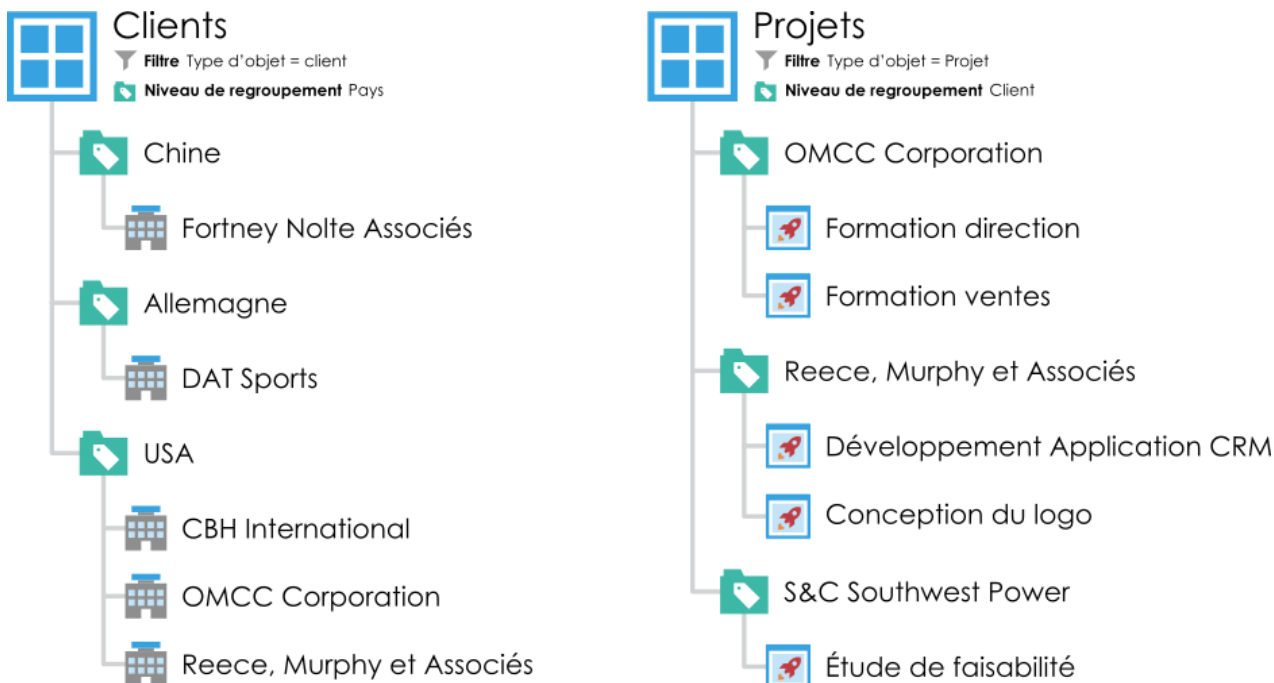 Clients
Filtre Type d'objet = client
Niveau de regroupement Pays
Chine
Fortney Nolte Associés
Allemagne
DAT Sports
USA
CBH International
OMCC Corporation
Reece, Murphy et Associés
Projets
Filtre Type d'objet = Projet
Niveau de regroupement Client
OMCC Corporation
Formation direction
Formation ventes
Reece, Murphy et Associés
Développement Application CRM
Conception du logo
S&C Southwest Power
Étude de faisabilité